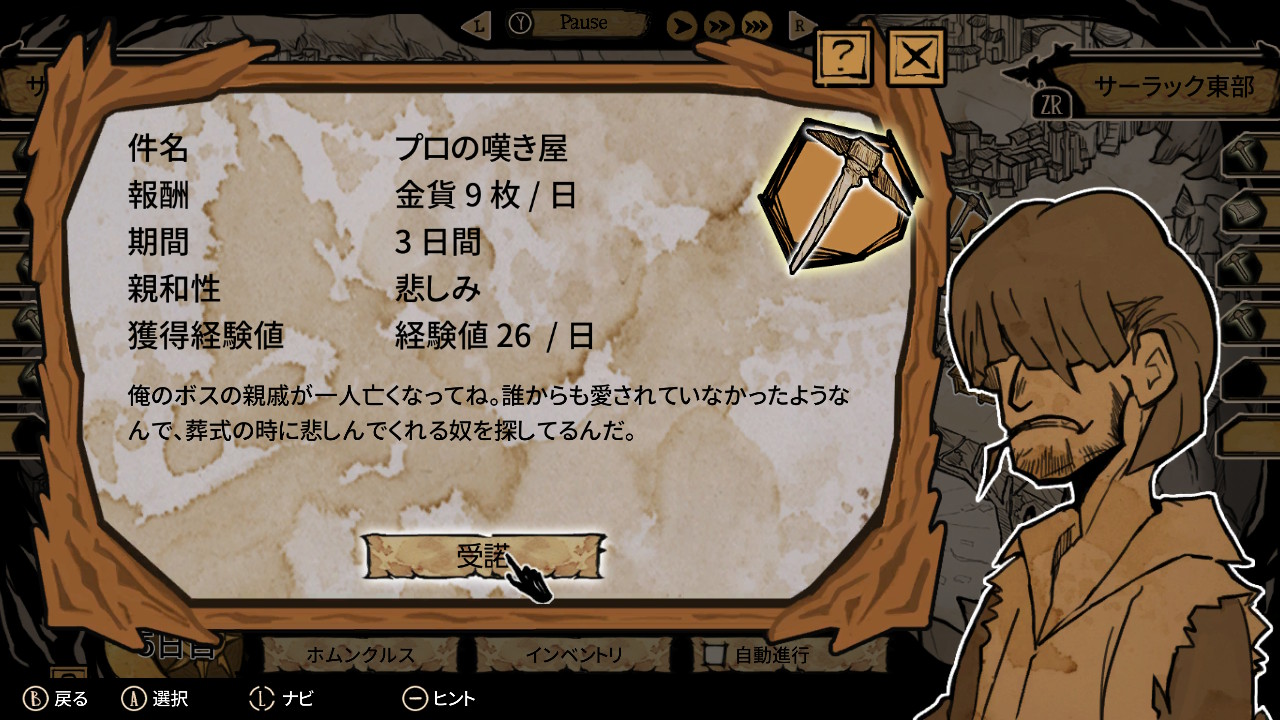 L Y Pause R
? X
サ
サーラック東部
ZR
件名 プロの嘆き屋
報酬 金貨 9 枚 / 日
期間 3 日間
親和性 悲しみ
獲得経験値 経験値 26 / 日
俺のボスの親戚が一人亡くなってね。誰からも愛されていなかったような
んで、葬式の時に悲しんでくれる奴を探してるんだ。
受諾
5日目
ホムンクルス インベントリ 自動進行
B 戻る A 選択 L ナビ − ヒント